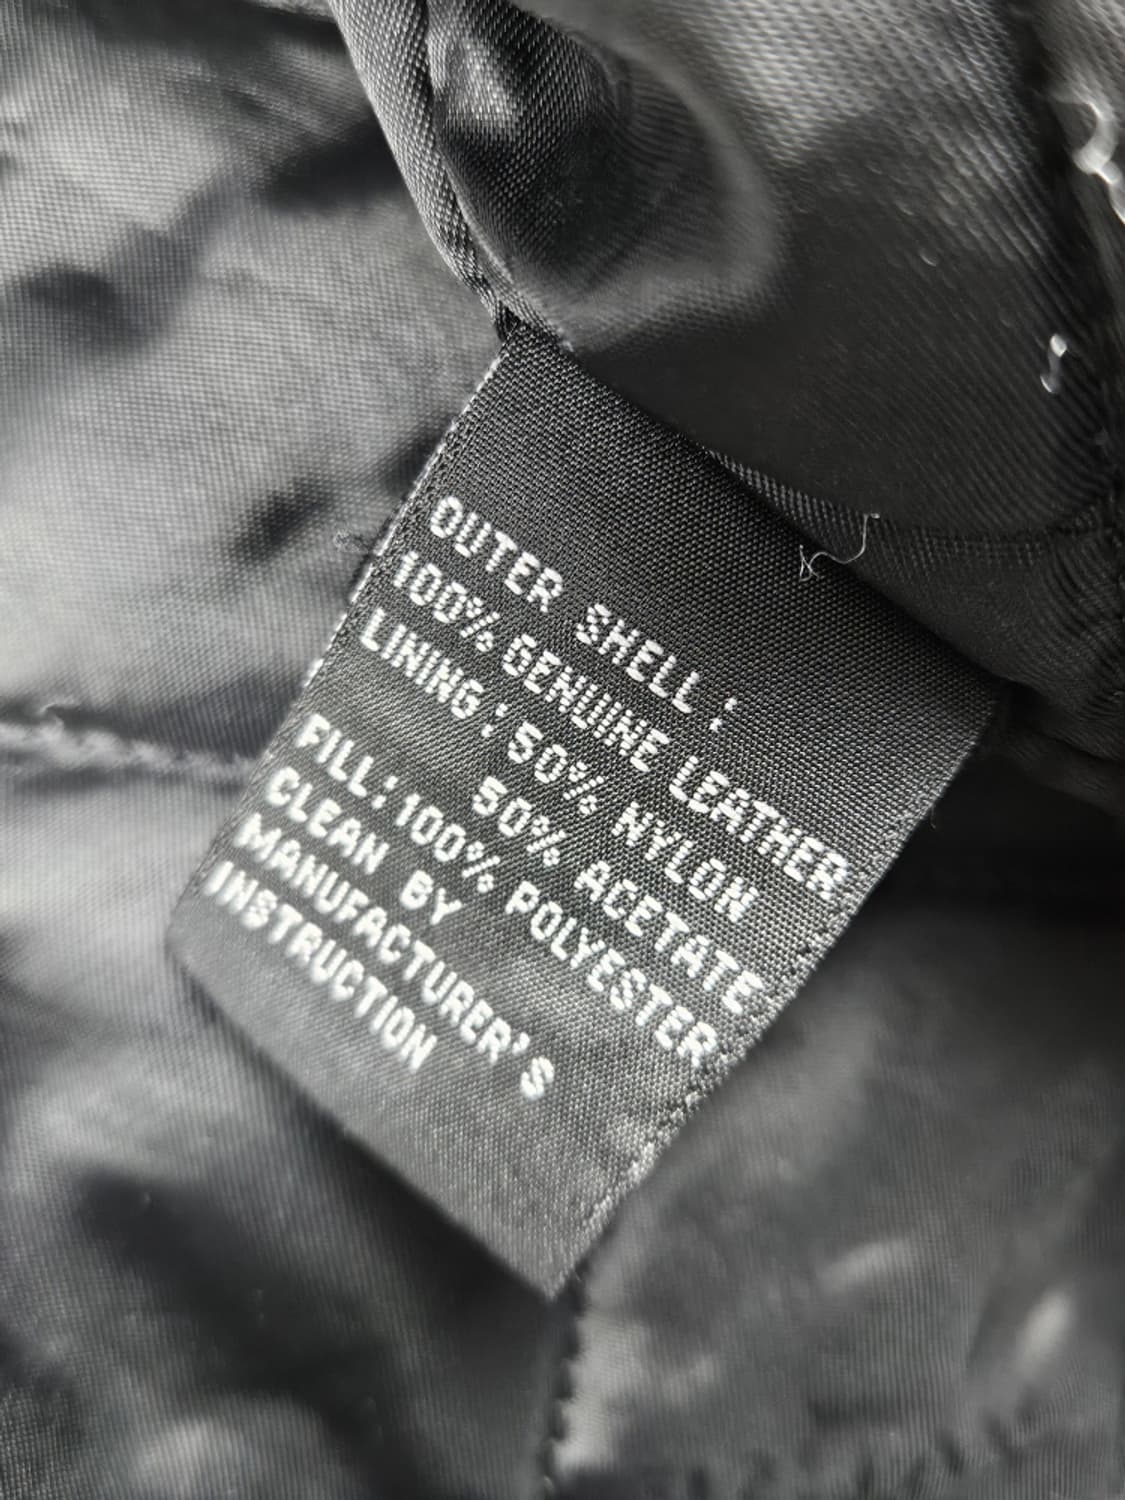 OUTER SHELL:
100% GENUINE LEATHER
LINING: 50% NYLON
50% ACETATE
FILL: 100% POLYESTER
CLEAN BY
MANUFACTURER'S
INSTRUCTION